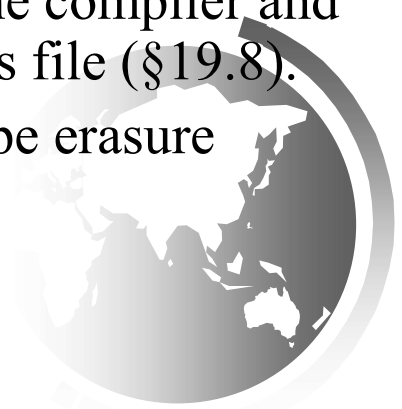 compiler and
s file (§19.8).
pe erasure